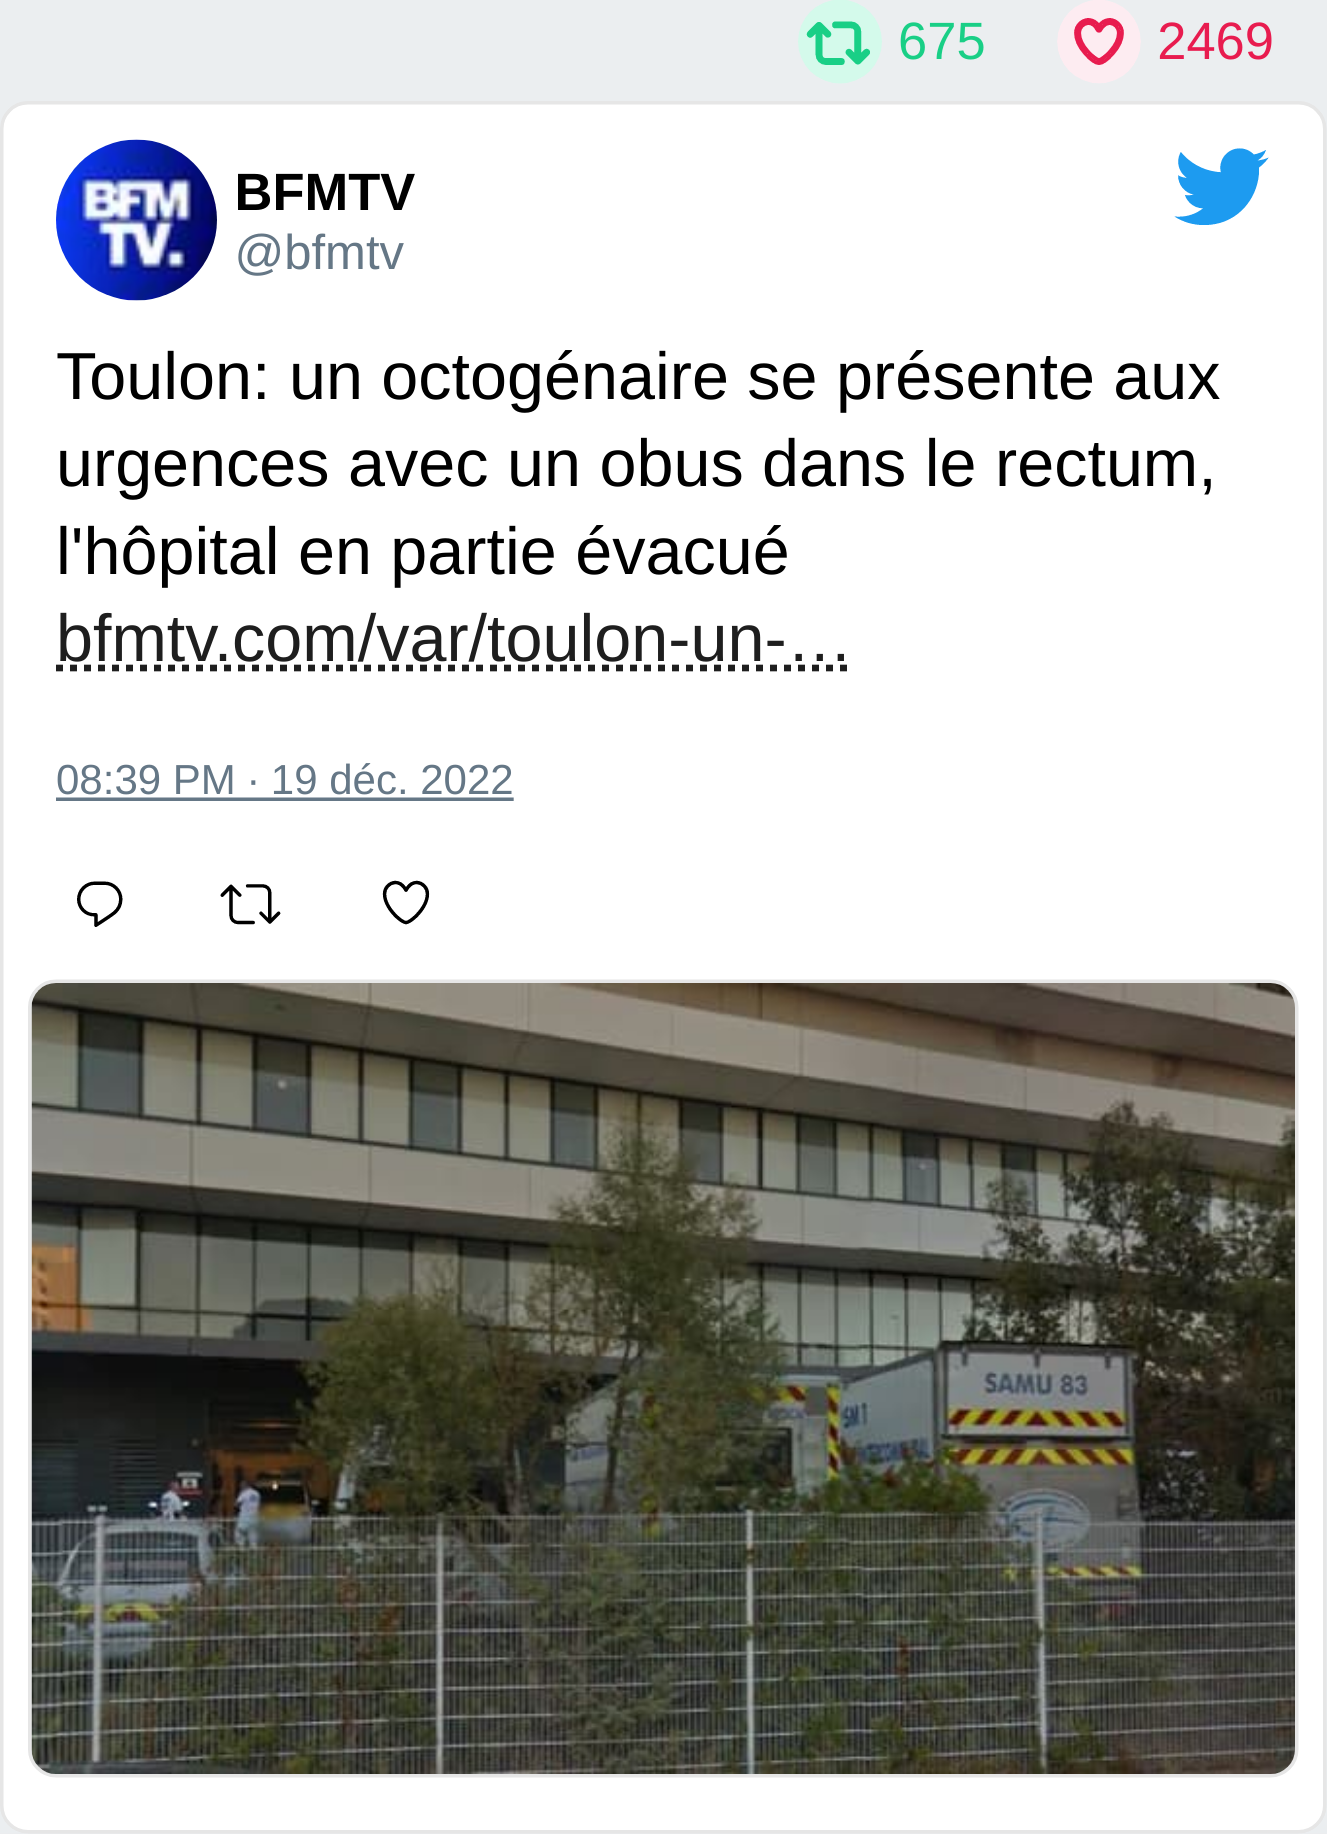 675 2469
BFM
TV.
BFMTV
@bfmtv
Toulon: un octogénaire se présente aux
urgences avec un obus dans le rectum,
l'hôpital en partie évacué
bfmtv.com/var/toulon-un-…
08:39 PM · 19 déc. 2022
SAMU 83